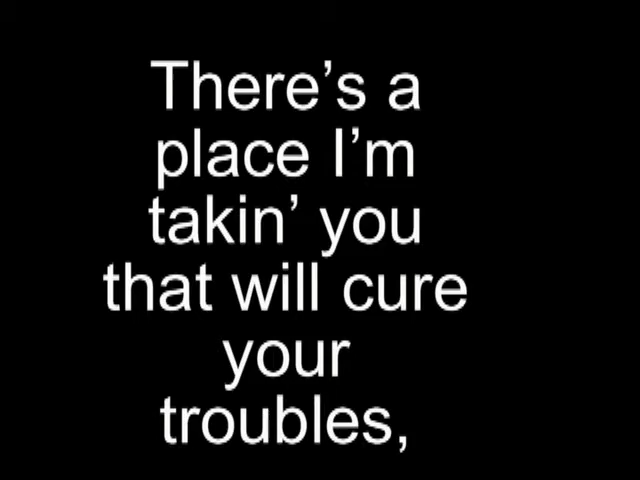 There’s a
place I’m
takin’ you
that will cure
your
troubles,